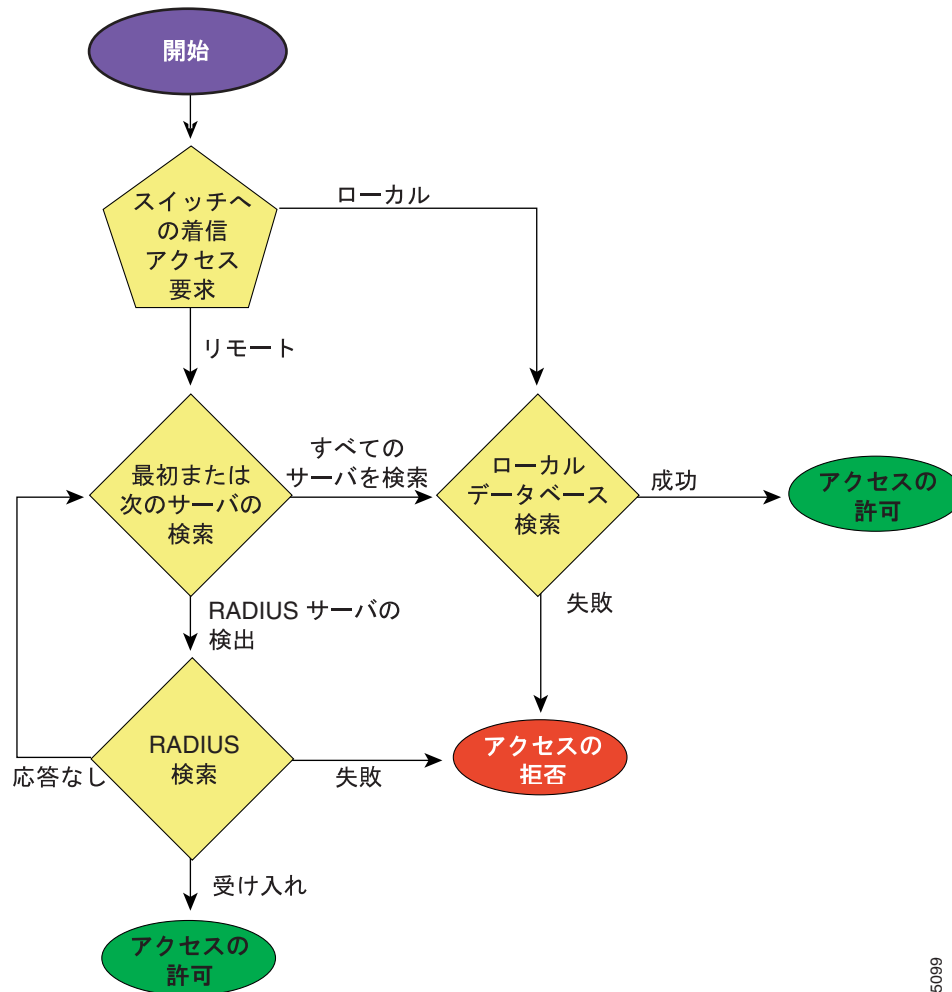 開始
スイッチへ
の着信
アクセス
要求
ローカル
リモート
最初または
次のサーバの
検索
すべての
サーバを検索
ローカル
データベース
検索
成功
アクセスの
許可
RADIUS サーバの
検出
失敗
RADIUS
検索
応答なし
失敗
アクセスの
拒否
受け入れ
アクセスの
許可
5099